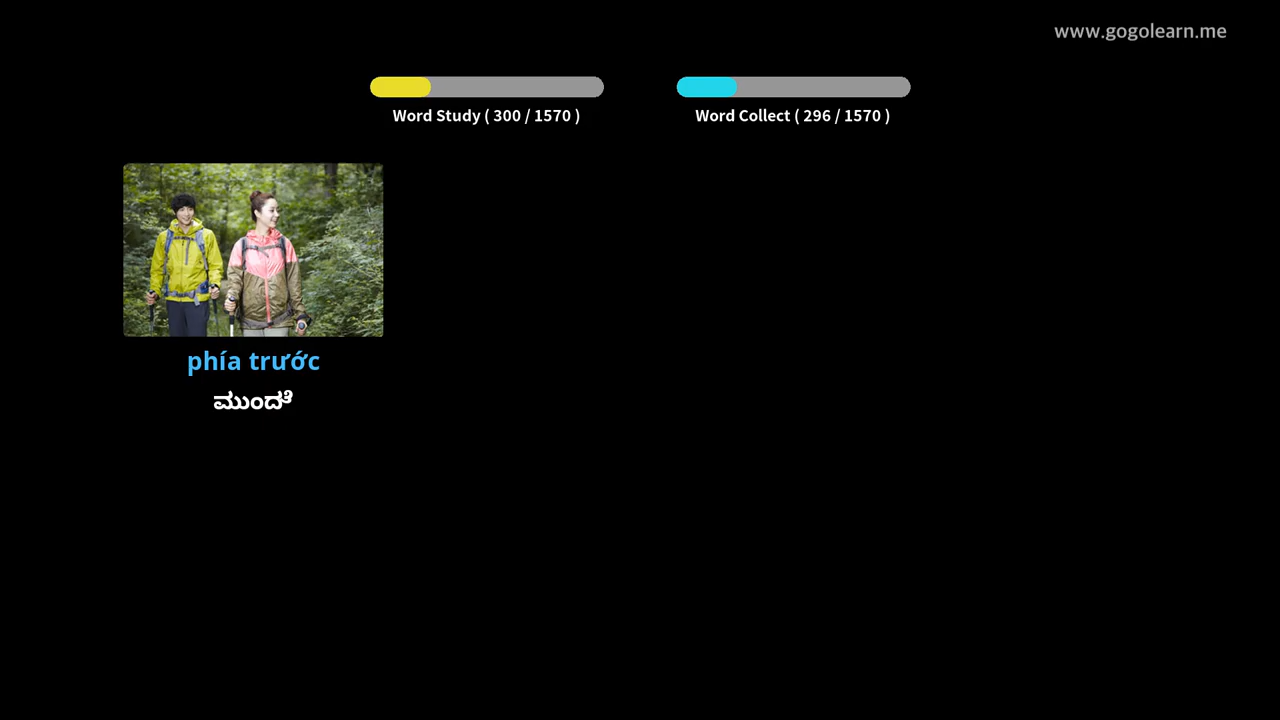 www.gogolearn.me
Word Study ( 300 / 1570 )
Word Collect ( 296 / 1570 )
phía trước
ಮುಂದೆ